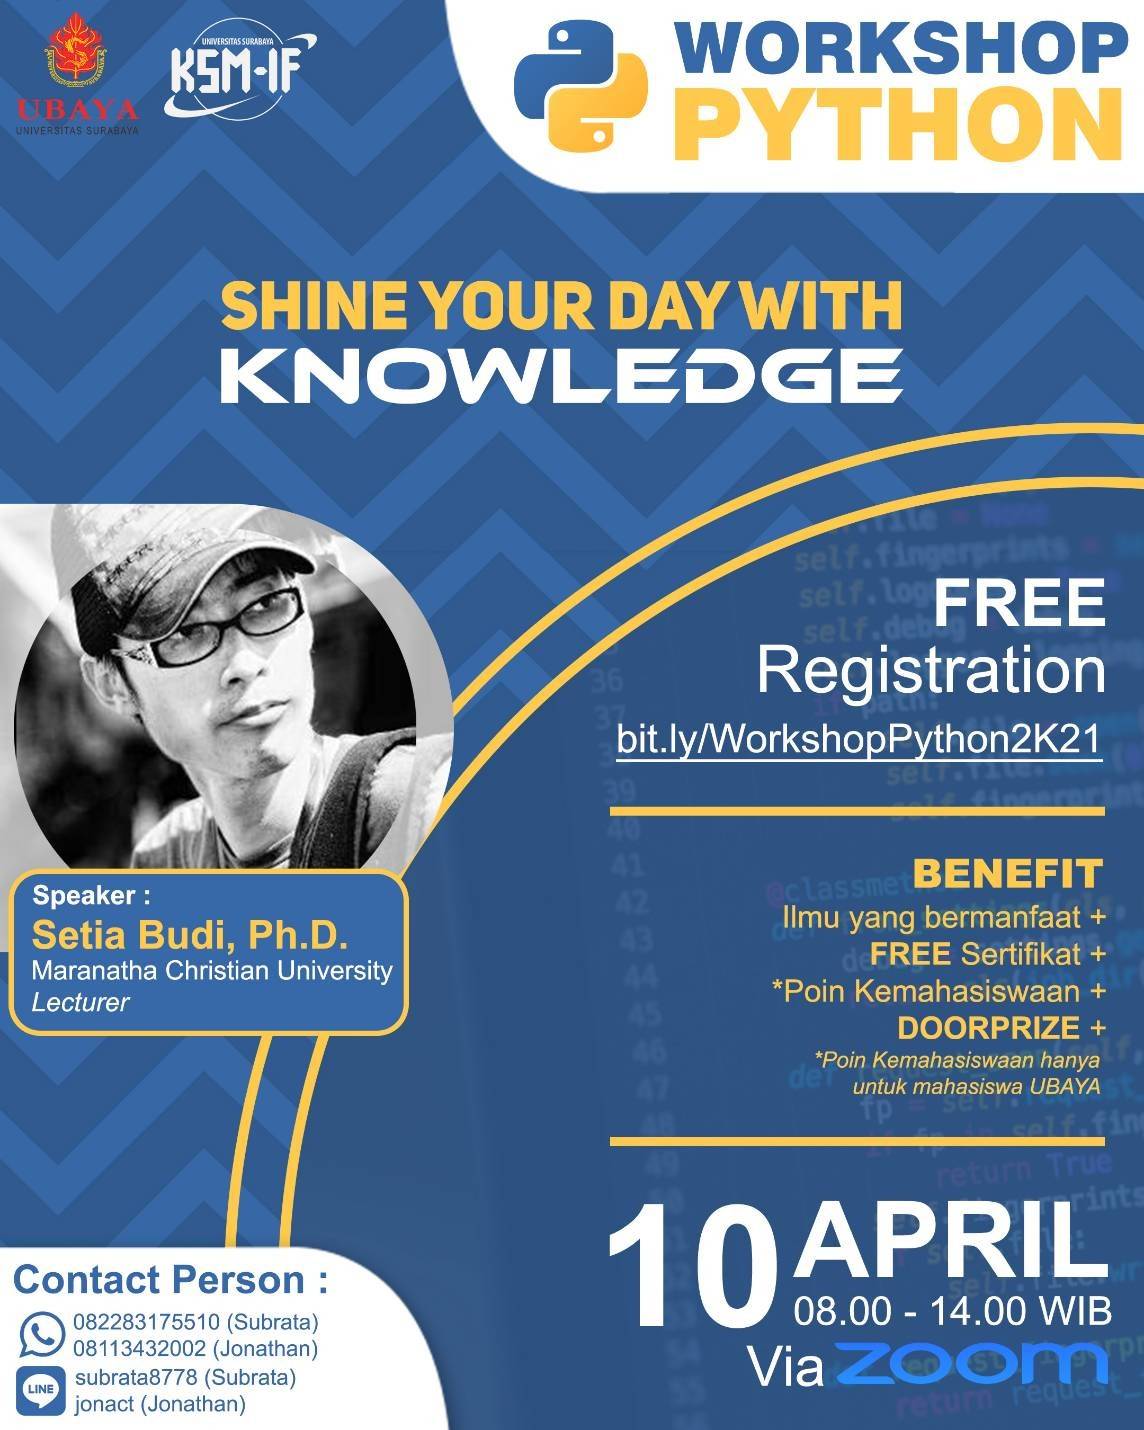 UBAYA
UNIVERSITAS SURABAYA
UNIVERSITAS SURABAYA
KSM-IF
WORKSHOP
PYTHON
SHINE YOUR DAY WITH
KNOWLEDGE
FREE
Registration
bit.ly/WorkshopPython2K21
Speaker :
Setia Budi, Ph.D.
Maranatha Christian University
Lecturer
BENEFIT
Ilmu yang bermanfaat +
FREE Sertifikat +
*Poin Kemahasiswaan +
DOORPRIZE +
*Poin Kemahasiswaan hanya
untuk mahasiswa UBAYA
10 APRIL
08.00 - 14.00 WIB
Via zoom
Contact Person :
082283175510 (Subrata)
08113432002 (Jonathan)
LINE
subrata8778 (Subrata)
jonact (Jonathan)